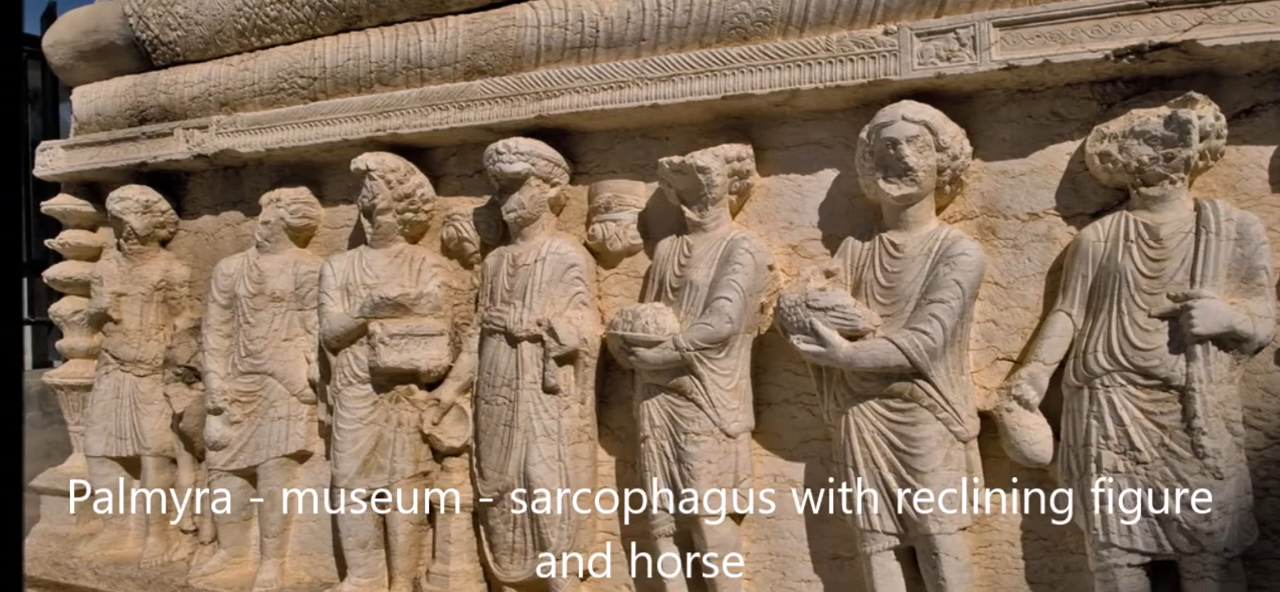 Palmyra - museum - sarcophagus with reclining figure
and horse